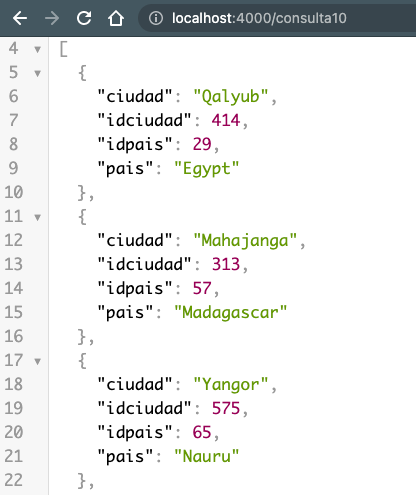 localhost:4000/consulta10
4 [
5 {
6 "ciudad": "Qalyub",
7 "idciudad": 414,
8 "idpais": 29,
9 "pais": "Egypt"
10 },
11 {
12 "ciudad": "Mahajanga",
13 "idciudad": 313,
14 "idpais": 57,
15 "pais": "Madagascar"
16 },
17 {
18 "ciudad": "Yangor",
19 "idciudad": 575,
20 "idpais": 65,
21 "pais": "Nauru"
22 },